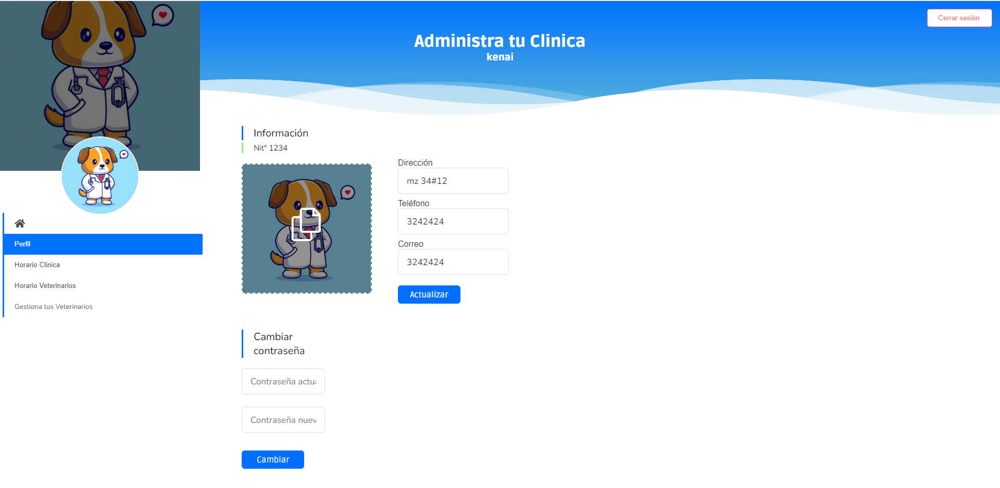 Cerrar sesión
Administra tu Clinica
kenai
Perfil
Horario Clinica
Horario Veterinarios
Gestiona tus Veterinarios
Información
Nit° 1234
Dirección
mz 34#12
Teléfono
3242424
Correo
3242424
Actualizar
Cambiar
contraseña
Contraseña actu
Contraseña nuev
Cambiar